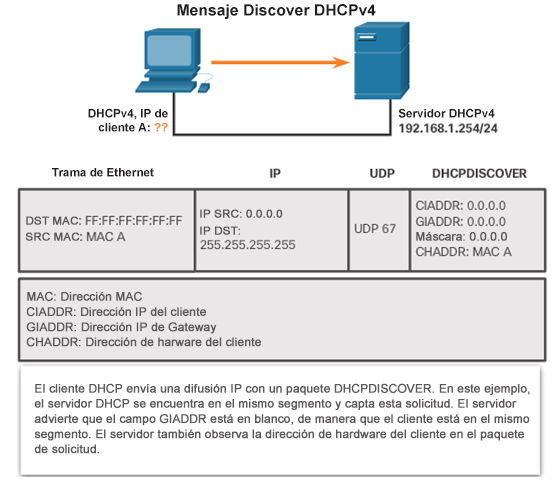 Mensaje Discover DHCPv4
DHCPv4, IP de
cliente A: ??
Servidor DHCPv4
192.168.1.254/24
Trama de Ethernet
IP
UDP
DHCPDISCOVER
DST MAC: FF:FF:FF:FF:FF:FF
SRC MAC: MAC A
IP SRC: 0.0.0.0
IP DST:
255.255.255.255
UDP 67
CIADDR: 0.0.0.0
GIADDR: 0.0.0.0
Máscara: 0.0.0.0
CHADDR: MAC A
MAC: Dirección MAC
CIADDR: Dirección IP del cliente
GIADDR: Dirección IP de Gateway
CHADDR: Dirección de harware del cliente
El cliente DHCP envía una difusión IP con un paquete DHCPDISCOVER. En este ejemplo,
el servidor DHCP se encuentra en el mismo segmento y capta esta solicitud. El servidor
advierte que el campo GIADDR está en blanco, de manera que el cliente está en el mismo
segmento. El servidor también observa la dirección de hardware del cliente en el paquete
de solicitud.